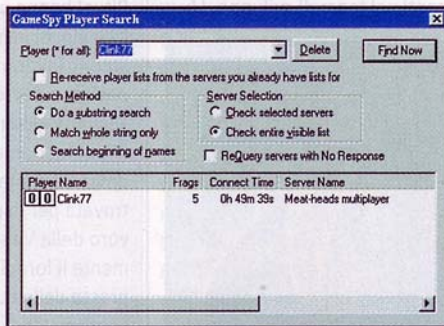 GameSpy Player Search
Player (* for all): Clink77 Delete Find Now
Re-receive player lists from the servers you already have lists for
Search Method
Do a substring search
Match whole string only
Search beginning of names
Server Selection
Check selected servers
Check entire visible list
ReQuery servers with No Response
Player Name Frags Connect Time Server Name
0 0 Clink77 5 0h 49m 39s Meat-heads multiplayer